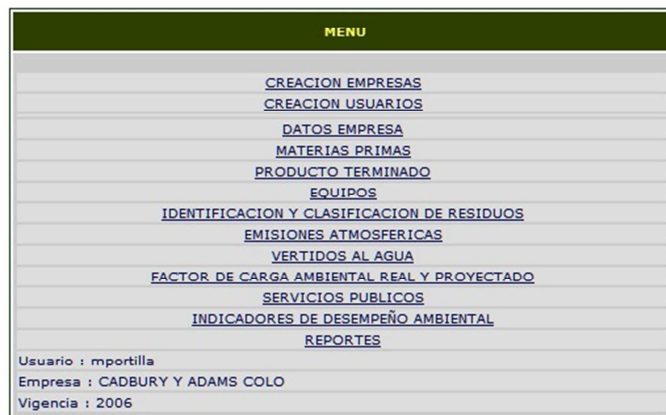 MENU
CREACION EMPRESAS
CREACION USUARIOS
DATOS EMPRESA
MATERIAS PRIMAS
PRODUCTO TERMINADO
EQUIPOS
IDENTIFICACION Y CLASIFICACION DE RESIDUOS
EMISIONES ATMOSFERICAS
VERTIDOS AL AGUA
FACTOR DE CARGA AMBIENTAL REAL Y PROYECTADO
SERVICIOS PUBLICOS
INDICADORES DE DESEMPEÑO AMBIENTAL
REPORTES
Usuario : mportilla
Empresa : CADBURY Y ADAMS COLO
Vigencia : 2006